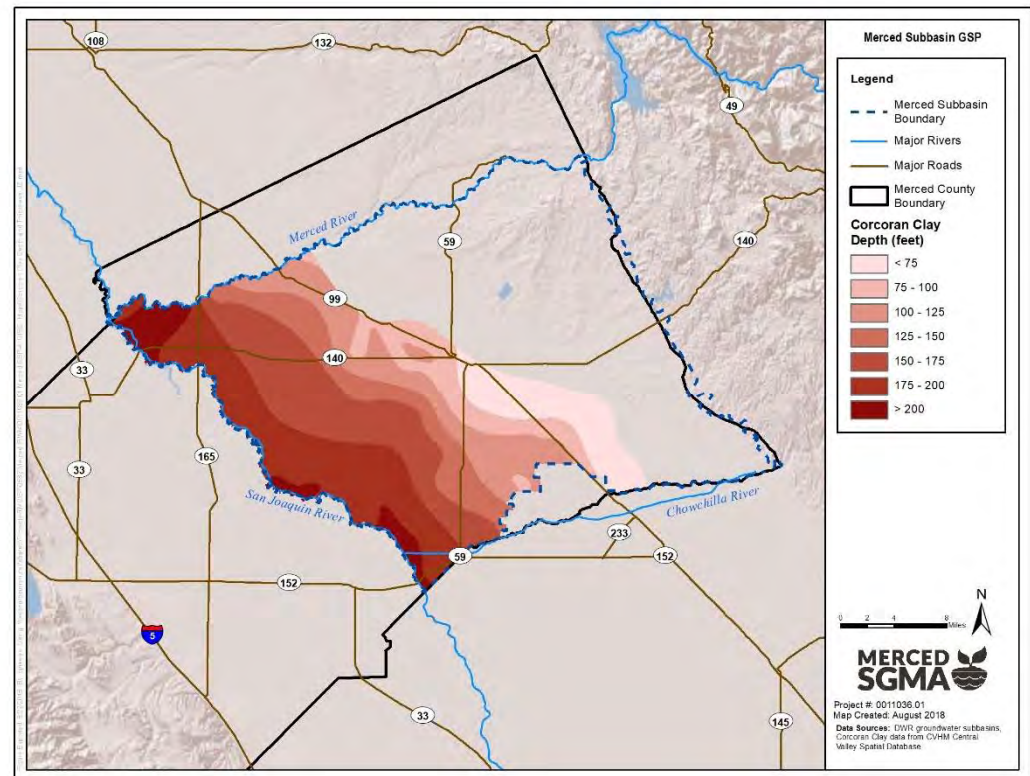 108
132
49
Merced River
59
140
99
140
33
33
165
San Joaquin River
Chowchilla River
233
59
152
152
5
33
145
Merced Subbasin GSP
Legend
Merced Subbasin
Boundary
Major Rivers
Major Roads
Merced County
Boundary
Corcoran Clay
Depth (feet)
< 75
75 - 100
100 - 125
125 - 150
150 - 175
175 - 200
> 200
N
0 2 4 8
Miles
MERCED
SGMA
Project #: 0011036.01
Map Created: August 2018
Data Sources: DWR groundwater subbasins,
Corcoran Clay data from CVHM Central
Valley Spatial Database